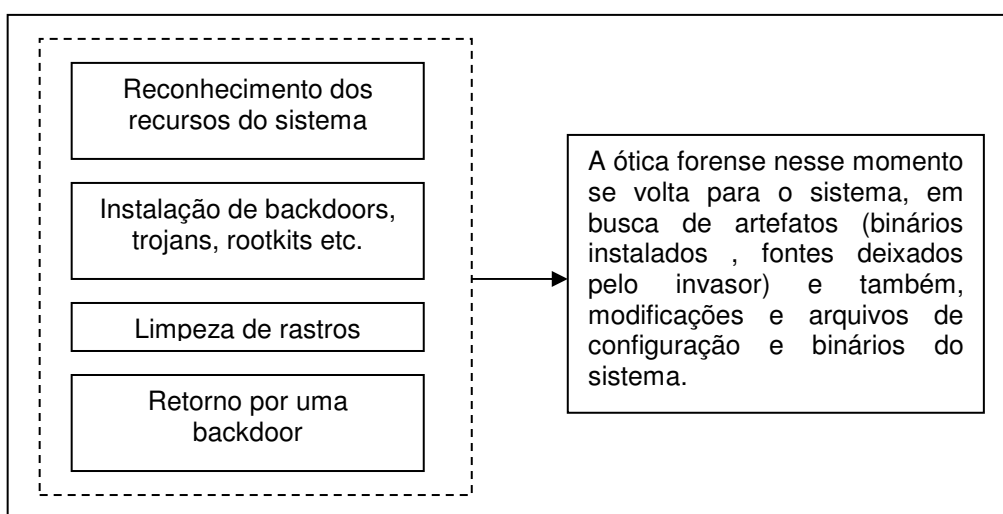 Reconhecimento dos
recursos do sistema
Instalação de backdoors,
trojans, rootkits etc.
Limpeza de rastros
Retorno por uma
backdoor
A ótica forense nesse momento
se volta para o sistema, em
busca de artefatos (binários
instalados , fontes deixados
pelo invasor) e também,
modificações e arquivos de
configuração e binários do
sistema.